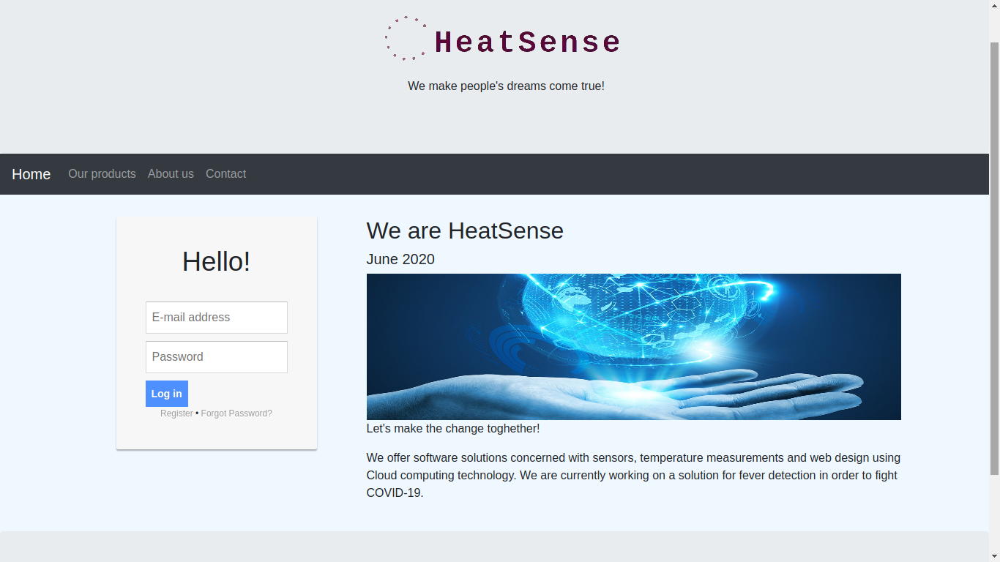 HeatSense
We make people's dreams come true!
Home Our products About us Contact
Hello!
E-mail address
Password
Log in
Register • Forgot Password?
We are HeatSense
June 2020
Let's make the change toghether!
We offer software solutions concerned with sensors, temperature measurements and web design using
Cloud computing technology. We are currently working on a solution for fever detection in order to fight
COVID-19.